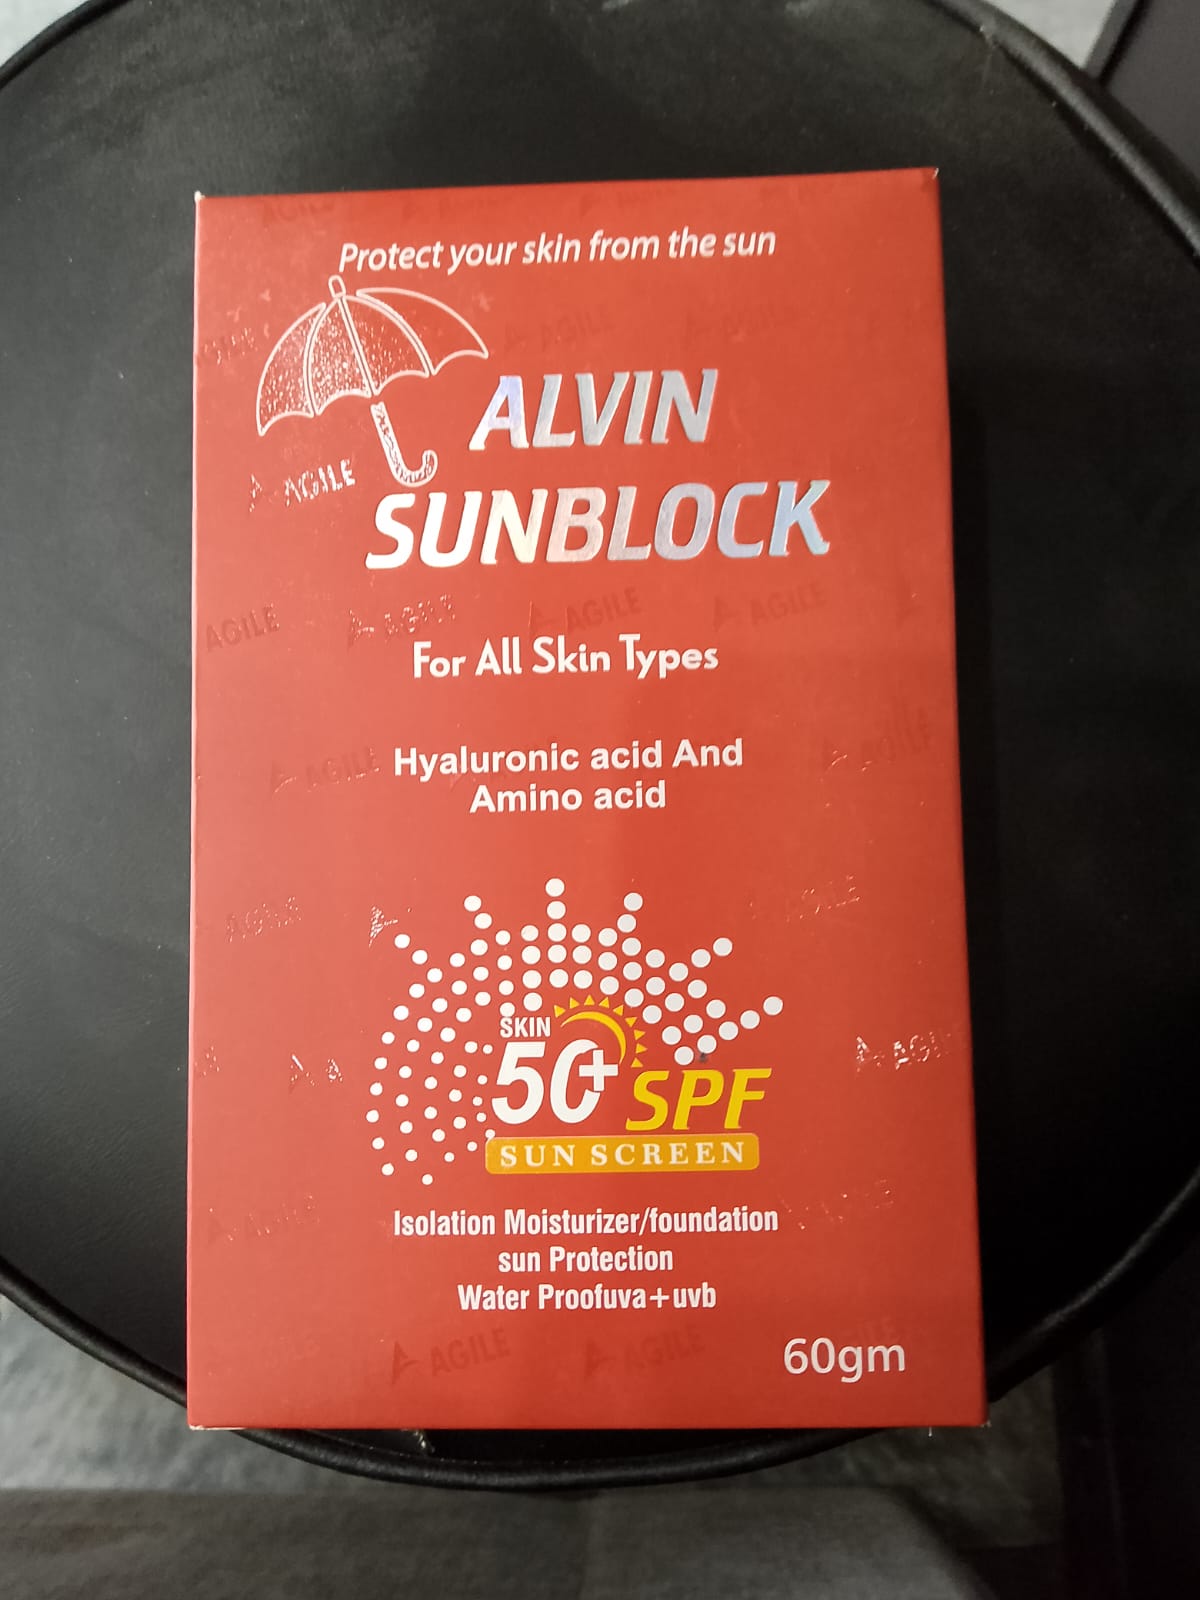 Protect your skin from the sun
ALVIN
SUNBLOCK
AGILE
For All Skin Types
Hyaluronic acid And
Amino acid
SKIN
50+ SPF
SUN SCREEN
Isolation Moisturizer/foundation
sun Protection
Water Proofuva+uvb
60gm